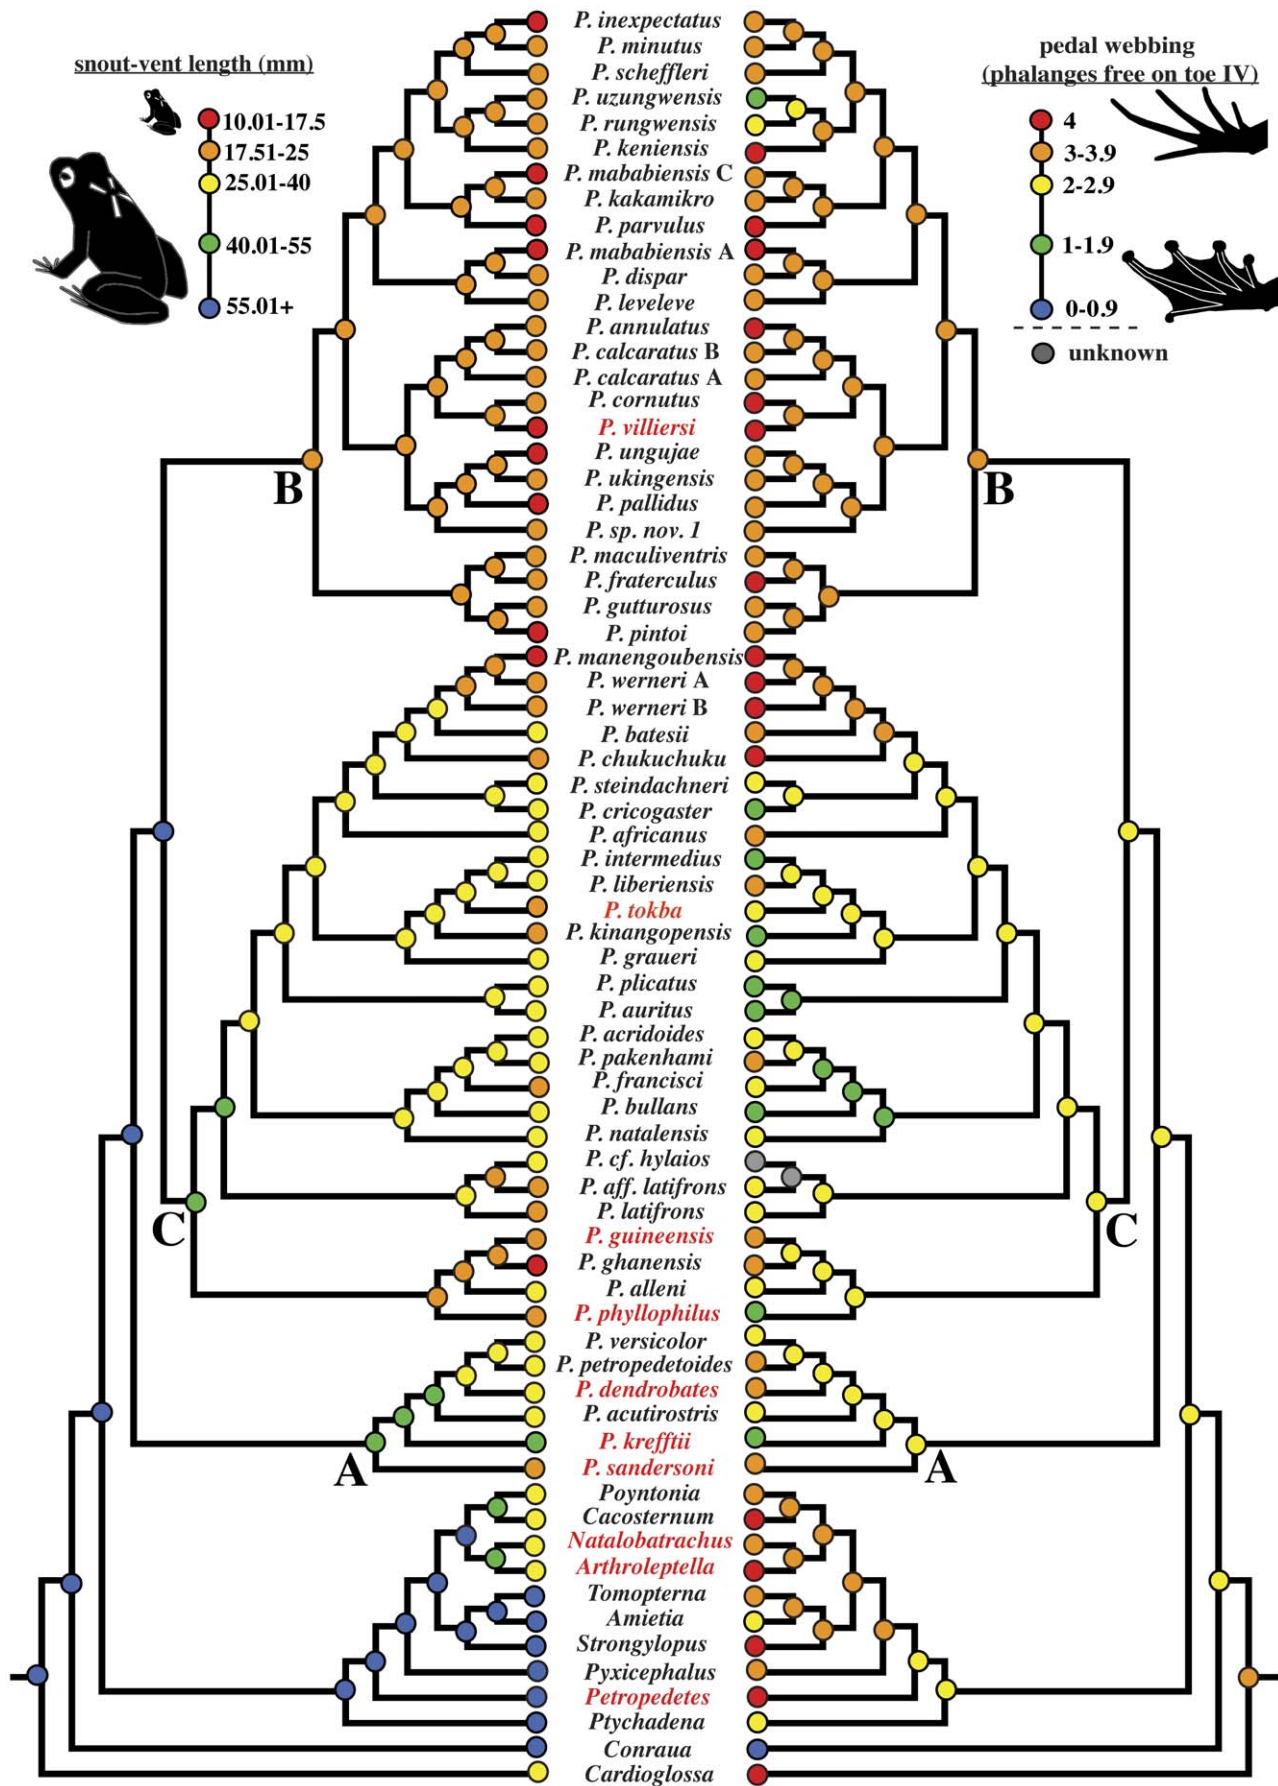 snout-vent length (mm)
10.01-17.5
17.51-25
25.01-40
40.01-55
55.01+
pedal webbing
(phalanges free on toe IV)
4
3-3.9
2-2.9
1-1.9
0-0.9
unknown
P. inexpectatus
P. minutus
P. scheffleri
P. uzungwensis
P. rungwensis
P. keniensis
P. mababiensis C
P. kakamikro
P. parvulus
P. mababiensis A
P. dispar
P. leveleve
P. annulatus
P. calcaratus B
P. calcaratus A
P. cornutus
P. villiersi
P. ungujae
B
B
P. ukingensis
P. pallidus
P. sp. nov. 1
P. maculiventris
P. fraterculus
P. gutturosus
P. pintoi
P. manengoubensis
P. werneri A
P. werneri B
P. batesii
P. chukuchuku
P. steindachneri
P. cricogaster
P. africanus
P. intermedius
P. liberiensis
P. tokba
P. kinangopensis
P. graueri
P. plicatus
P. auritus
P. acridoides
P. pakenhami
P. francisci
P. bullans
P. natalensis
P. cf. hylaios
P. aff. latifrons
P. latifrons
C
C
P. guineensis
P. ghanensis
P. alleni
P. phyllophilus
P. versicolor
P. petropedetoides
P. dendrobates
P. acutirostris
P. krefftii
A
A
P. sandersoni
Poyntonia
Cacosternum
Natalobatrachus
Arthroleptella
Tomopterna
Amietia
Strongylopus
Pyxicephalus
Petropedetes
Ptychadena
Conraua
Cardioglossa